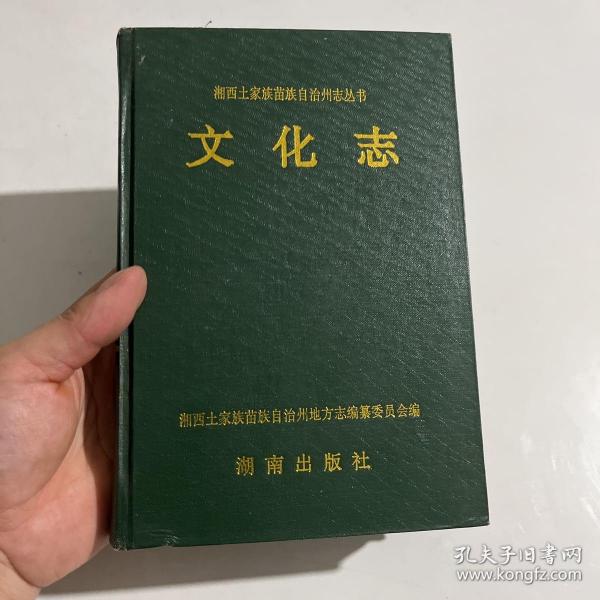 湘西土家族苗族自治州志丛书
文化志
湘西土家族苗族自治州地方志编纂委员会编
湖南出版社
孔夫子旧书网
www.kongfz.com